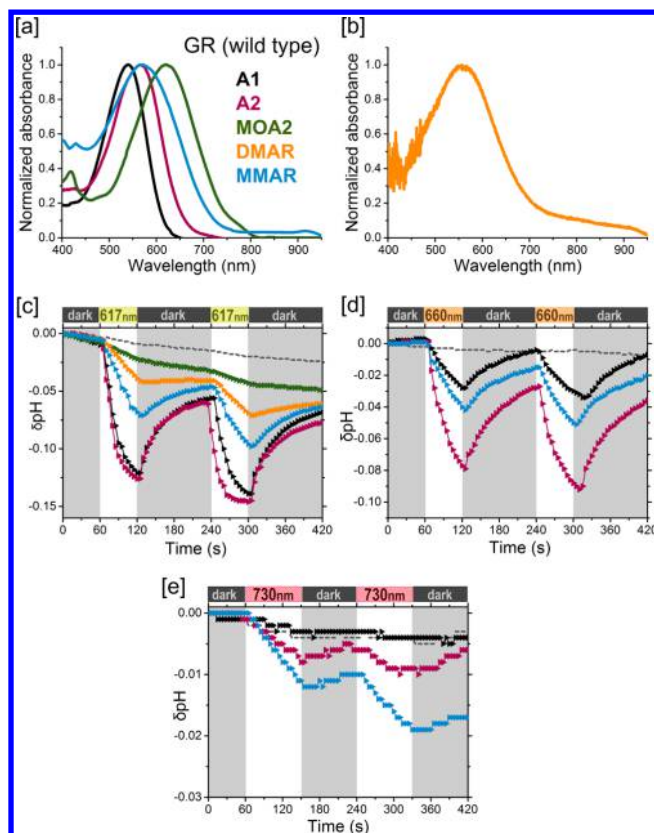 [a]
GR (wild type)
A1
A2
MOA2
DMAR
MMAR
Normalized absorbance
1.0
0.8
0.6
0.4
0.2
0.0
400 500 600 700 800 900
Wavelength (nm)
[b]
Normalized absorbance
1.0
0.8
0.6
0.4
0.2
0.0
400 500 600 700 800 900
Wavelength (nm)
[c]
dark 617nm dark 617nm dark
δpH
0.00
-0.05
-0.10
-0.15
0 60 120 180 240 300 360 420
Time (s)
[d]
dark 660nm dark 660nm dark
δpH
0.00
-0.02
-0.04
-0.06
-0.08
-0.10
0 60 120 180 240 300 360 420
Time (s)
[e]
dark 730nm dark 730nm dark
δpH
0.00
-0.01
-0.02
-0.03
0 60 120 180 240 300 360 420
Time (s)